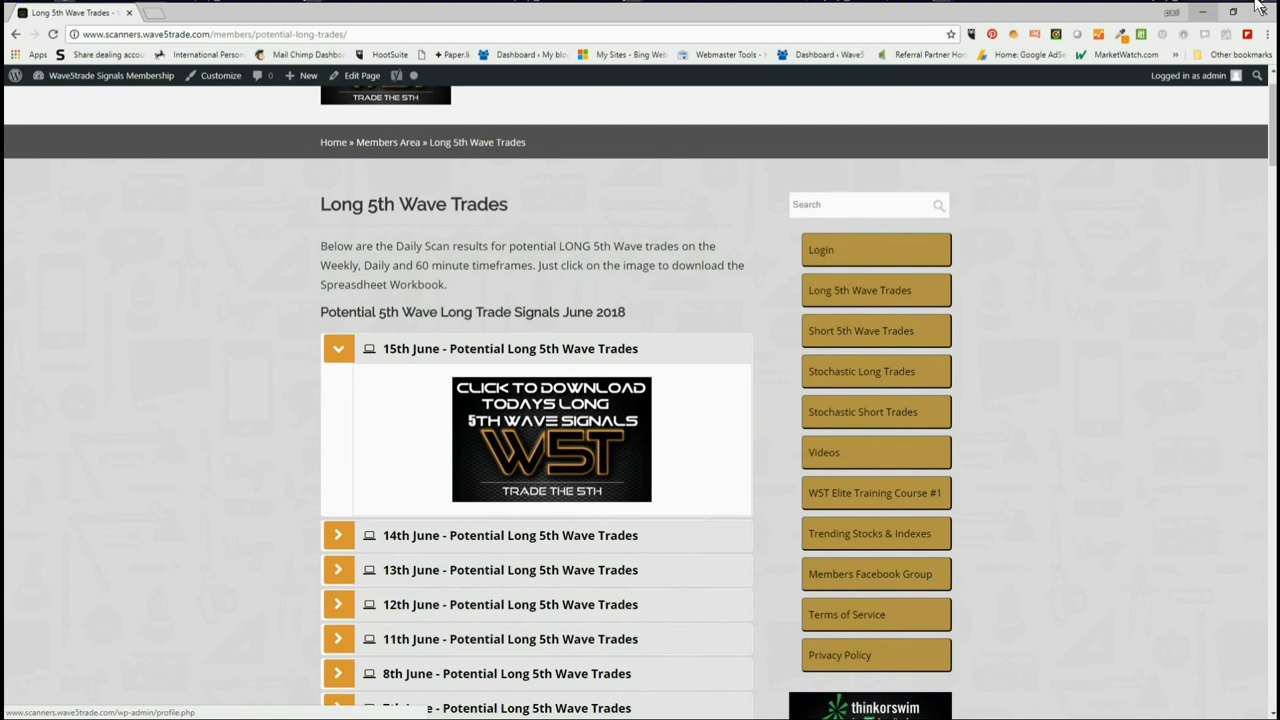 Long 5th Wave Trades -
www.scanners.wave5trade.com/members/potential-long-trades/
Apps
Share dealing accou
International Person
Mail Chimp Dashbo
HootSuite
+ Paper.li
Dashboard ‹ My blo
My Sites - Bing Web
Webmaster Tools -
Dashboard ‹ Wave5
Referral Partner Ho
Home: Google AdSe
MarketWatch.com
»
Other bookmarks
Wave5trade Signals Membership
Customize
0
New
Edit Page
Logged in as admin
TRADE THE 5TH
Home » Members Area » Long 5th Wave Trades
Long 5th Wave Trades
Below are the Daily Scan results for potential LONG 5th Wave trades on the
Weekly, Daily and 60 minute timeframes. Just click on the image to download the
Spreasdheet Workbook.
Potential 5th Wave Long Trade Signals June 2018
15th June - Potential Long 5th Wave Trades
CLICK TO DOWNLOAD
TODAYS LONG
5TH WAVE SIGNALS
W5T
TRADE THE 5TH
14th June - Potential Long 5th Wave Trades
13th June - Potential Long 5th Wave Trades
12th June - Potential Long 5th Wave Trades
11th June - Potential Long 5th Wave Trades
8th June - Potential Long 5th Wave Trades
7th June - Potential Long 5th Wave Trades
Search
Login
Long 5th Wave Trades
Short 5th Wave Trades
Stochastic Long Trades
Stochastic Short Trades
Videos
W5T Elite Training Course #1
Trending Stocks & Indexes
Members Facebook Group
Terms of Service
Privacy Policy
thinkorswim
www.scanners.wave5trade.com/wp-admin/profile.php